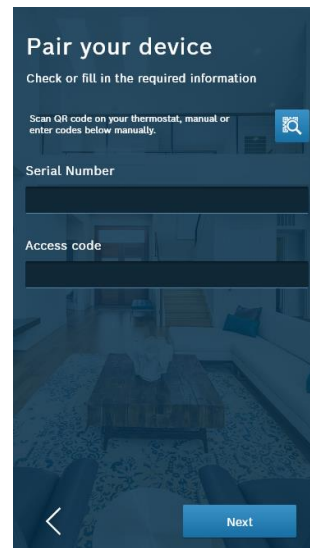 Pair your device
Check or fill in the required information
Scan QR code on your thermostat, manual or
enter codes below manually.
Serial Number
Access code
Next